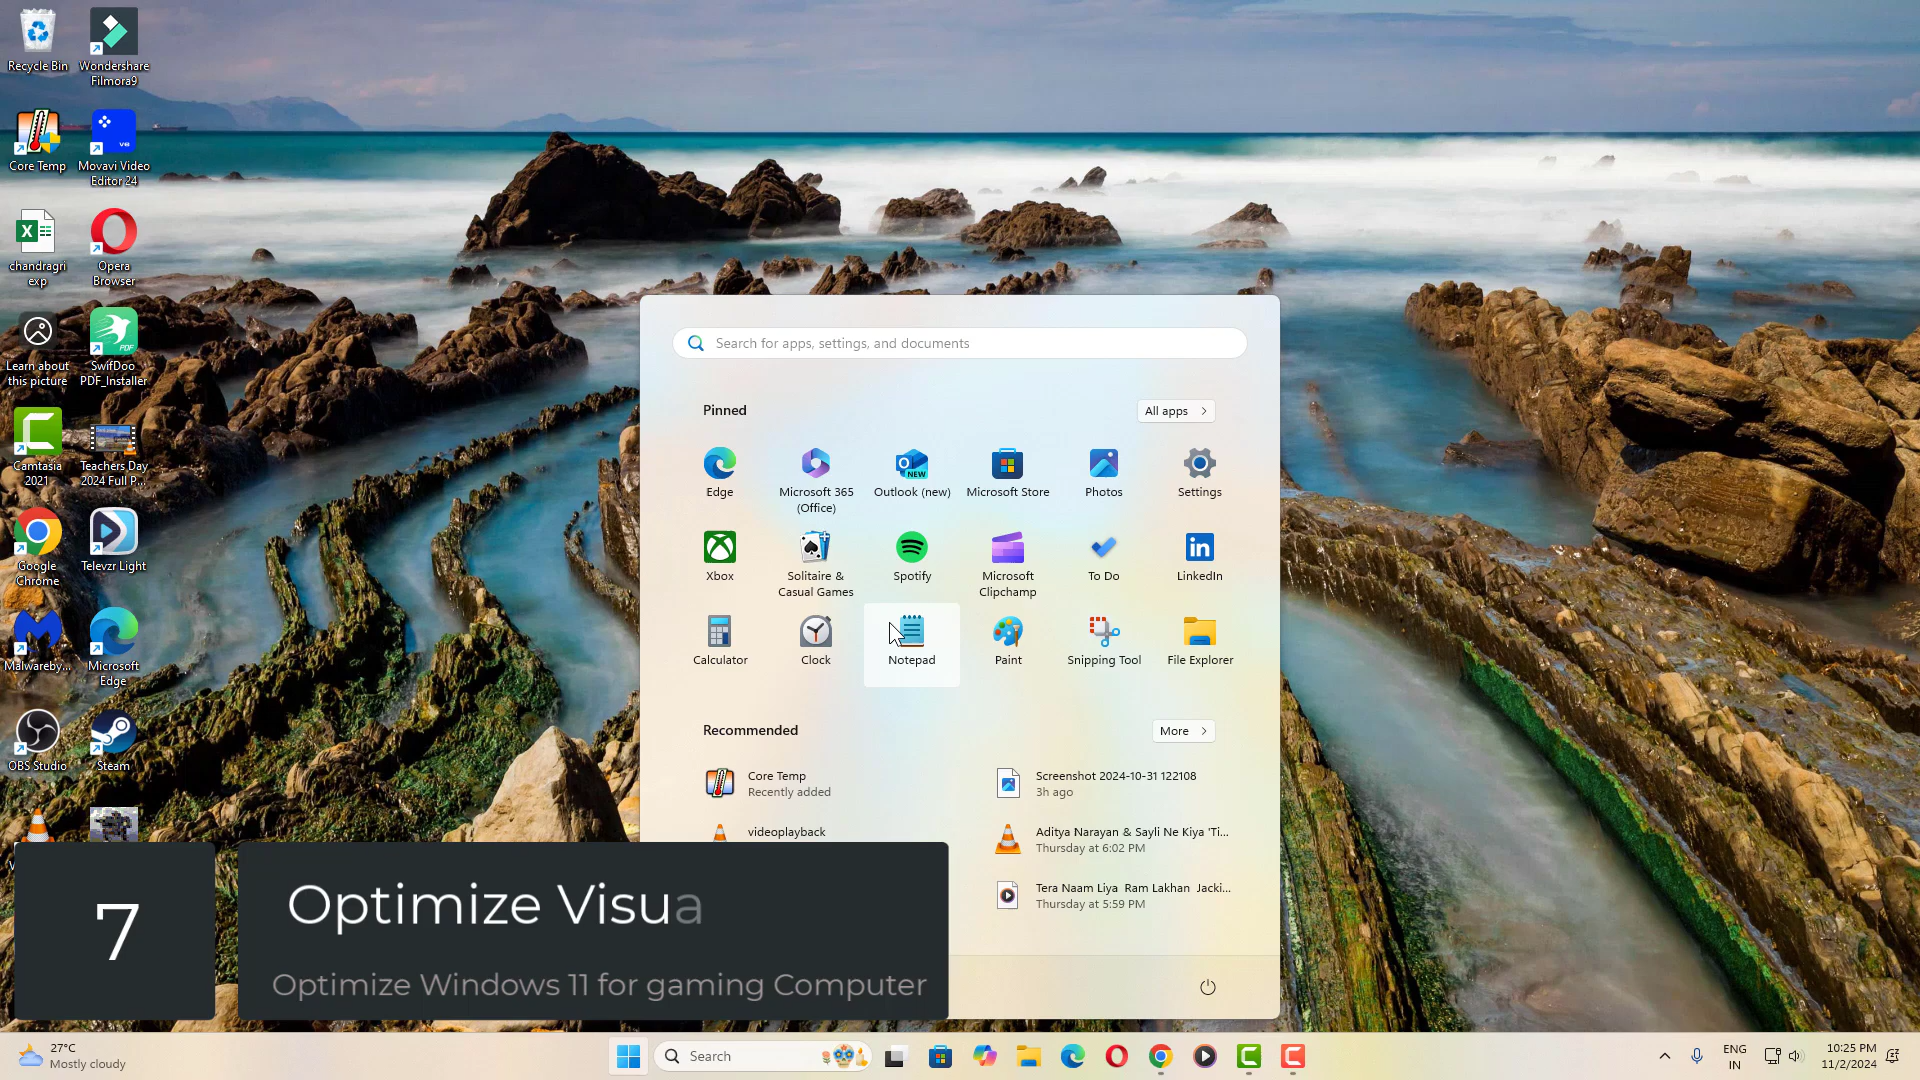 Recycle Bin
Wondershare
Filmora9
Core Temp
Movavi Video
Editor 24
chandragri
exp
Opera
Browser
Learn about
this picture
SwifDoo
PDF_Installer
Camtasia
2021
Teachers Day
2024 Full P...
Google
Chrome
Televzr Light
Malwareby...
Microsoft
Edge
OBS Studio
Steam
Search for apps, settings, and documents
Pinned
All apps
Edge
Microsoft 365
(Office)
Outlook (new)
Microsoft Store
Photos
Settings
Xbox
Solitaire &
Casual Games
Spotify
Microsoft
Clipchamp
To Do
LinkedIn
Calculator
Clock
Notepad
Paint
Snipping Tool
File Explorer
Recommended
More
Core Temp
Recently added
Screenshot 2024-10-31 122108
3h ago
videoplayback
Aditya Narayan & Sayli Ne Kiya 'Ti...
Thursday at 6:02 PM
Tera Naam Liya Ram Lakhan Jacki...
Thursday at 5:59 PM
7
Optimize Visua
Optimize Windows 11 for gaming Computer
27°C
Mostly cloudy
Search
ENG
IN
10:25 PM
11/2/2024